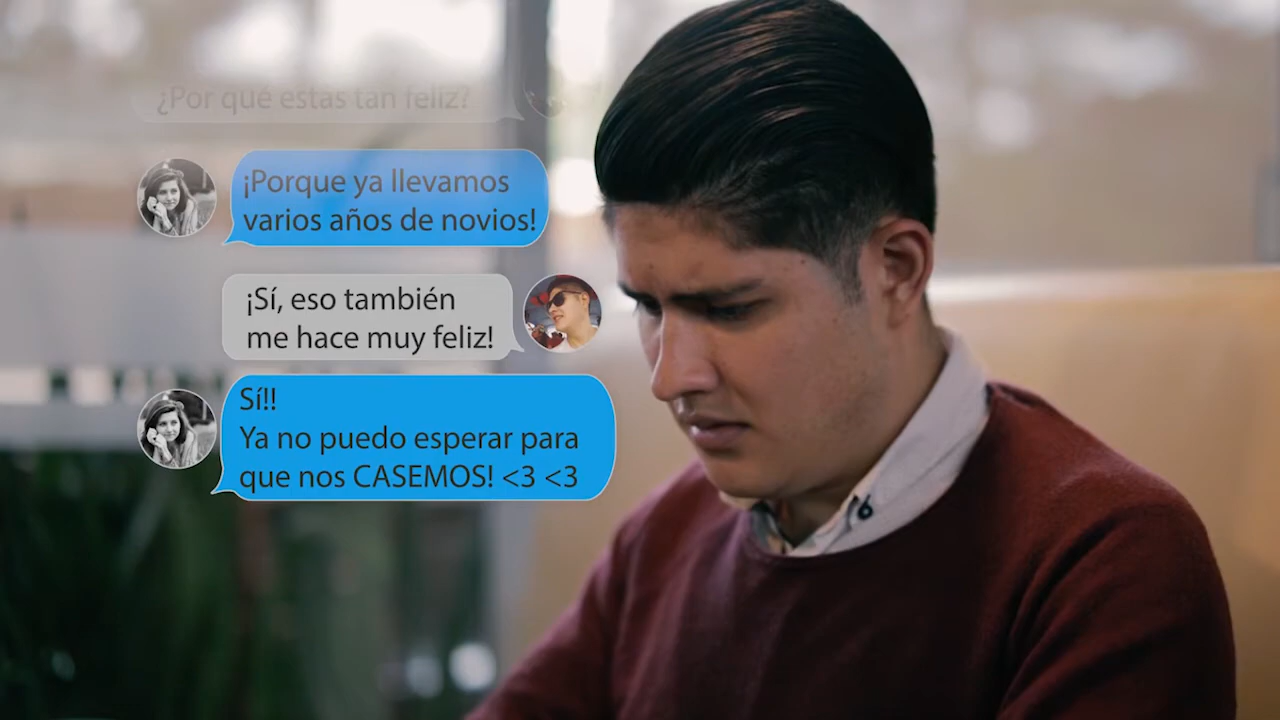 ¿Por qué estas tan feliz?
¡Porque ya llevamos
varios años de novios!
¡Sí, eso también
me hace muy feliz!
Sí!!
Ya no puedo esperar para
que nos CASEMOS! <3 <3